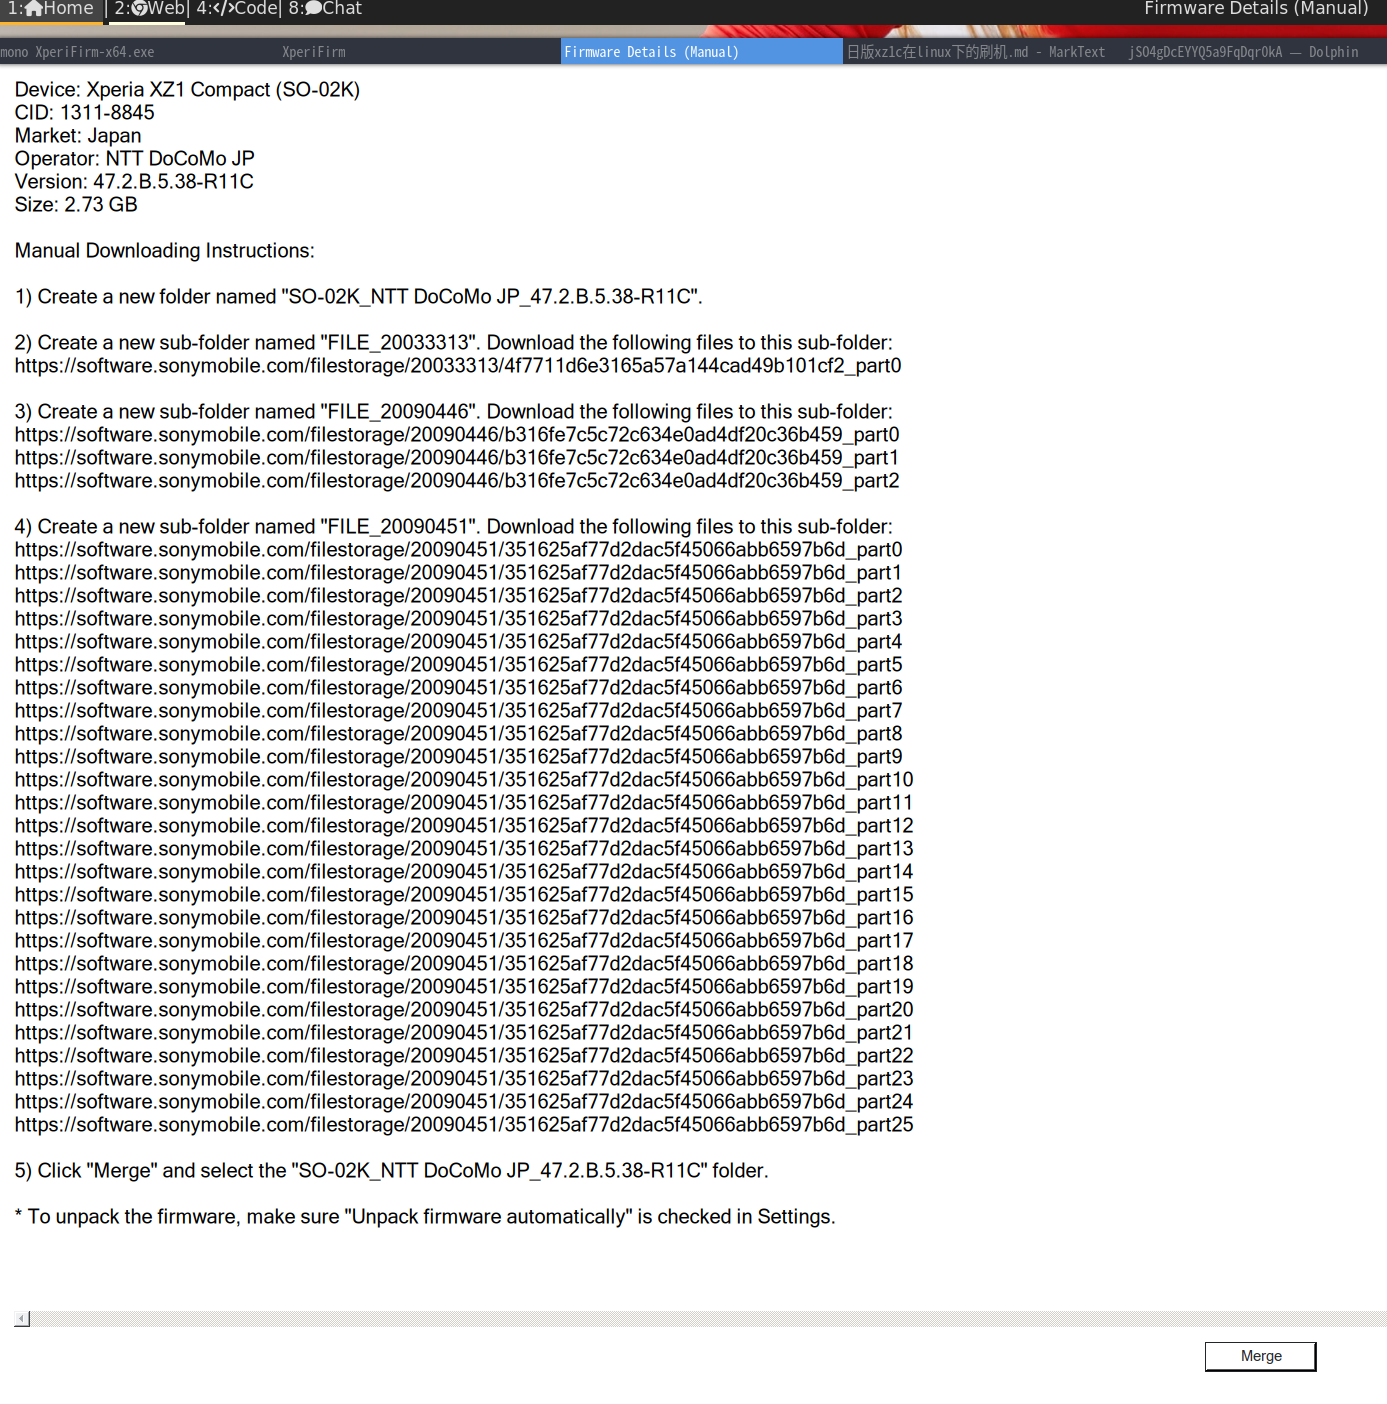 1: Home | 2: Web| 4: Code| 8: Chat Firmware Details (Manual)
mono XperiFirm-x64.exe XperiFirm Firmware Details (Manual) 日版xz1c在linux下的刷机.md - MarkText jSO4gDcEYYQ5a9FqDqrOkA — Dolphin
Device: Xperia XZ1 Compact (SO-02K)
CID: 1311-8845
Market: Japan
Operator: NTT DoCoMo JP
Version: 47.2.B.5.38-R11C
Size: 2.73 GB
Manual Downloading Instructions:
1) Create a new folder named "SO-02K_NTT DoCoMo JP_47.2.B.5.38-R11C".
2) Create a new sub-folder named "FILE_20033313". Download the following files to this sub-folder:
https://software.sonymobile.com/filestorage/20033313/4f7711d6e3165a57a144cad49b101cf2_part0
3) Create a new sub-folder named "FILE_20090446". Download the following files to this sub-folder:
https://software.sonymobile.com/filestorage/20090446/b316fe7c5c72c634e0ad4df20c36b459_part0
https://software.sonymobile.com/filestorage/20090446/b316fe7c5c72c634e0ad4df20c36b459_part1
https://software.sonymobile.com/filestorage/20090446/b316fe7c5c72c634e0ad4df20c36b459_part2
4) Create a new sub-folder named "FILE_20090451". Download the following files to this sub-folder:
https://software.sonymobile.com/filestorage/20090451/351625af77d2dac5f45066abb6597b6d_part0
https://software.sonymobile.com/filestorage/20090451/351625af77d2dac5f45066abb6597b6d_part1
https://software.sonymobile.com/filestorage/20090451/351625af77d2dac5f45066abb6597b6d_part2
https://software.sonymobile.com/filestorage/20090451/351625af77d2dac5f45066abb6597b6d_part3
https://software.sonymobile.com/filestorage/20090451/351625af77d2dac5f45066abb6597b6d_part4
https://software.sonymobile.com/filestorage/20090451/351625af77d2dac5f45066abb6597b6d_part5
https://software.sonymobile.com/filestorage/20090451/351625af77d2dac5f45066abb6597b6d_part6
https://software.sonymobile.com/filestorage/20090451/351625af77d2dac5f45066abb6597b6d_part7
https://software.sonymobile.com/filestorage/20090451/351625af77d2dac5f45066abb6597b6d_part8
https://software.sonymobile.com/filestorage/20090451/351625af77d2dac5f45066abb6597b6d_part9
https://software.sonymobile.com/filestorage/20090451/351625af77d2dac5f45066abb6597b6d_part10
https://software.sonymobile.com/filestorage/20090451/351625af77d2dac5f45066abb6597b6d_part11
https://software.sonymobile.com/filestorage/20090451/351625af77d2dac5f45066abb6597b6d_part12
https://software.sonymobile.com/filestorage/20090451/351625af77d2dac5f45066abb6597b6d_part13
https://software.sonymobile.com/filestorage/20090451/351625af77d2dac5f45066abb6597b6d_part14
https://software.sonymobile.com/filestorage/20090451/351625af77d2dac5f45066abb6597b6d_part15
https://software.sonymobile.com/filestorage/20090451/351625af77d2dac5f45066abb6597b6d_part16
https://software.sonymobile.com/filestorage/20090451/351625af77d2dac5f45066abb6597b6d_part17
https://software.sonymobile.com/filestorage/20090451/351625af77d2dac5f45066abb6597b6d_part18
https://software.sonymobile.com/filestorage/20090451/351625af77d2dac5f45066abb6597b6d_part19
https://software.sonymobile.com/filestorage/20090451/351625af77d2dac5f45066abb6597b6d_part20
https://software.sonymobile.com/filestorage/20090451/351625af77d2dac5f45066abb6597b6d_part21
https://software.sonymobile.com/filestorage/20090451/351625af77d2dac5f45066abb6597b6d_part22
https://software.sonymobile.com/filestorage/20090451/351625af77d2dac5f45066abb6597b6d_part23
https://software.sonymobile.com/filestorage/20090451/351625af77d2dac5f45066abb6597b6d_part24
https://software.sonymobile.com/filestorage/20090451/351625af77d2dac5f45066abb6597b6d_part25
5) Click "Merge" and select the "SO-02K_NTT DoCoMo JP_47.2.B.5.38-R11C" folder.
* To unpack the firmware, make sure "Unpack firmware automatically" is checked in Settings.
Merge